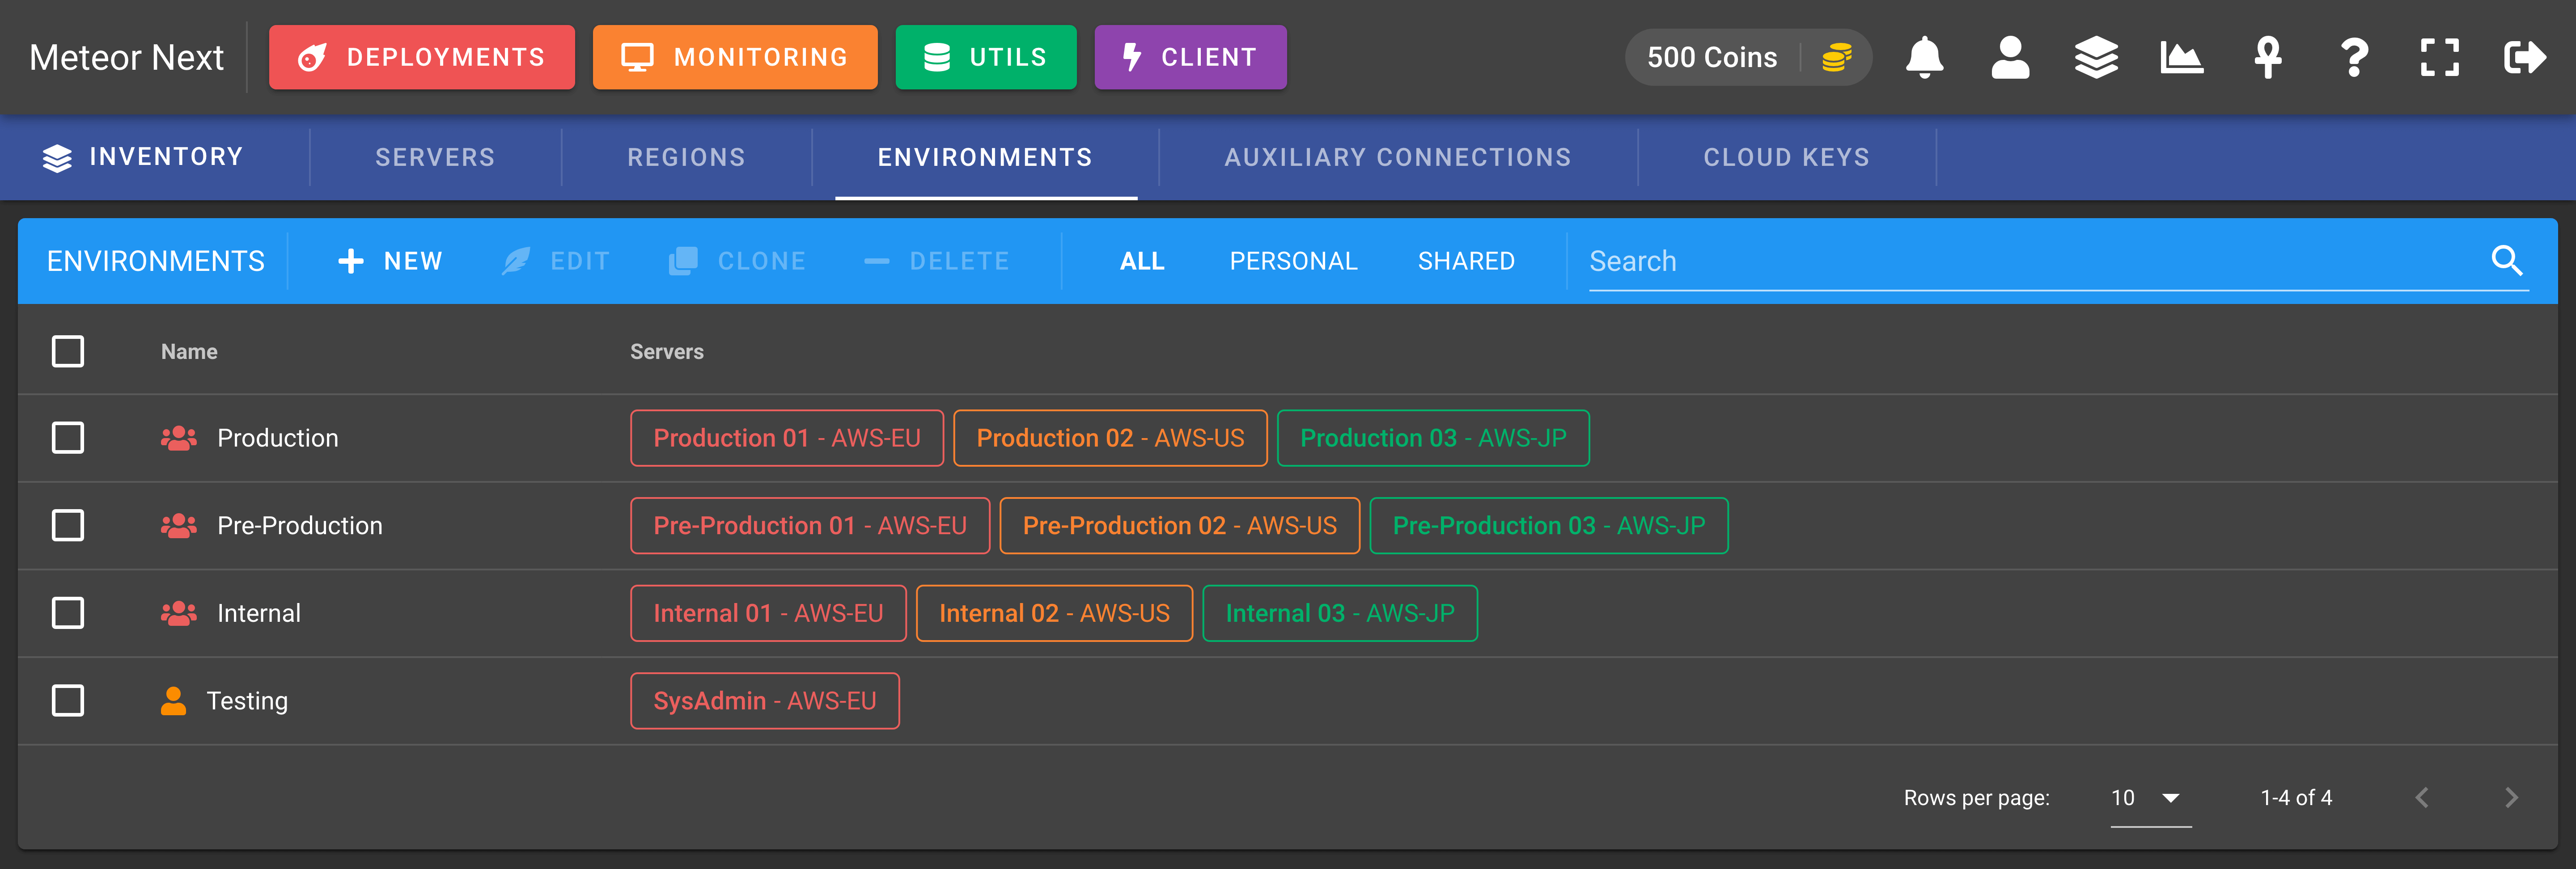 Meteor Next DEPLOYMENTS MONITORING UTILS CLIENT 500 Coins
INVENTORY SERVERS REGIONS ENVIRONMENTS AUXILIARY CONNECTIONS CLOUD KEYS
ENVIRONMENTS NEW EDIT CLONE DELETE ALL PERSONAL SHARED Search
Name Servers
Production Production 01 - AWS-EU Production 02 - AWS-US Production 03 - AWS-JP
Pre-Production Pre-Production 01 - AWS-EU Pre-Production 02 - AWS-US Pre-Production 03 - AWS-JP
Internal Internal 01 - AWS-EU Internal 02 - AWS-US Internal 03 - AWS-JP
Testing SysAdmin - AWS-EU
Rows per page: 10 1-4 of 4